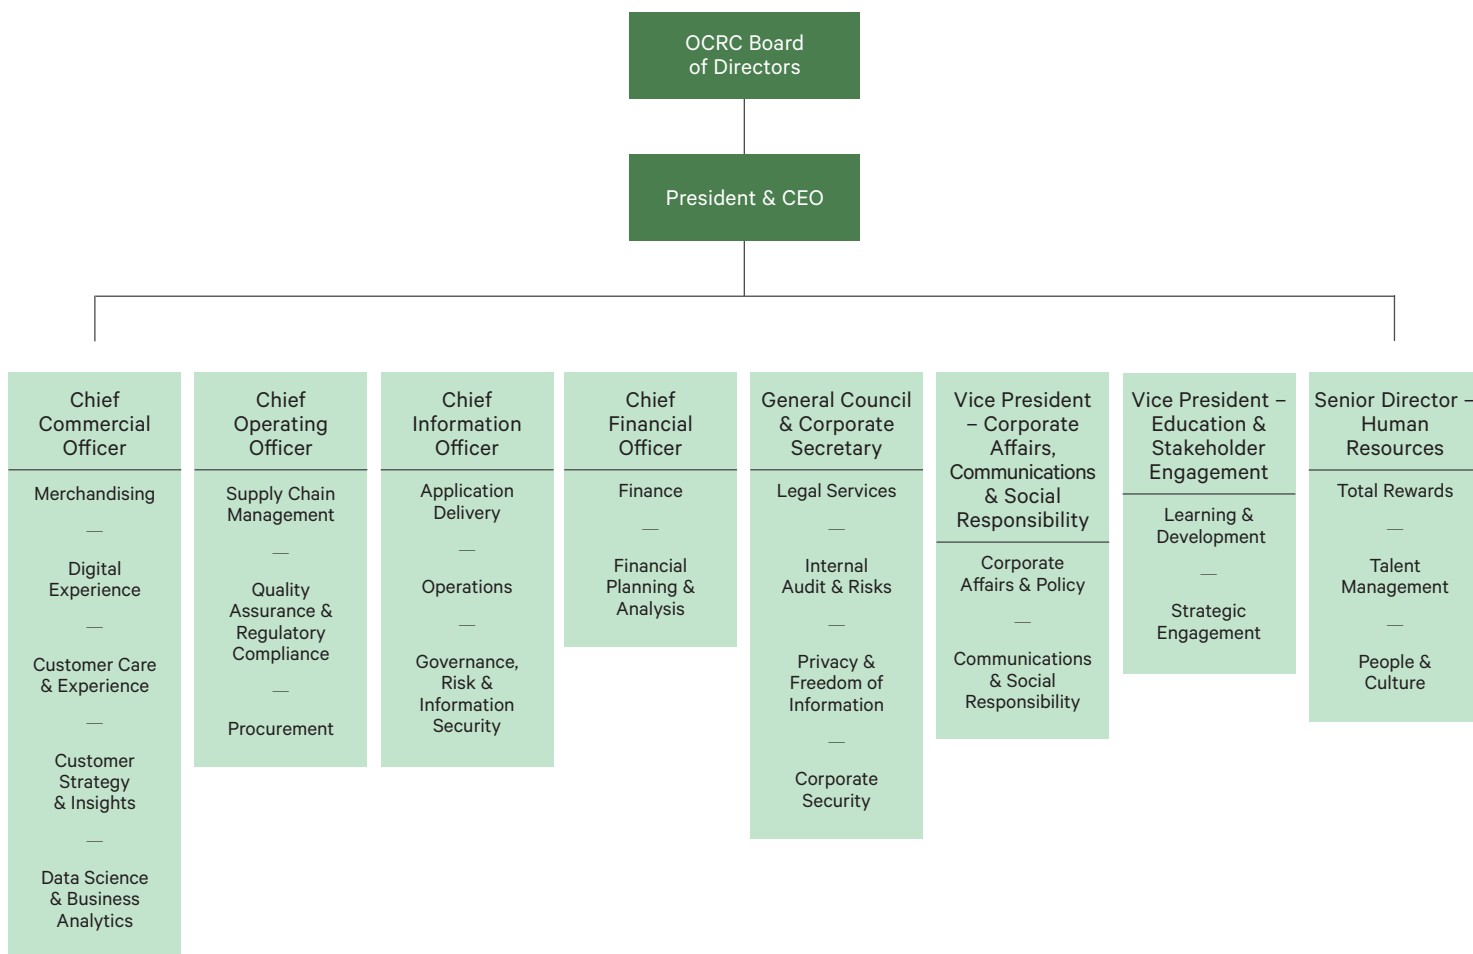 OCRC Board
of Directors
President & CEO
Chief
Commercial
Officer
Merchandising
—
Digital
Experience
—
Customer Care
& Experience
—
Customer
Strategy
& Insights
—
Data Science
& Business
Analytics
Chief
Operating
Officer
Supply Chain
Management
—
Quality
Assurance &
Regulatory
Compliance
—
Procurement
Chief
Information
Officer
Application
Delivery
—
Operations
—
Governance,
Risk &
Information
Security
Chief
Financial
Officer
Finance
—
Financial
Planning &
Analysis
General Council
& Corporate
Secretary
Legal Services
—
Internal
Audit & Risks
—
Privacy &
Freedom of
Information
—
Corporate
Security
Vice President
– Corporate
Affairs,
Communications
& Social
Responsibility
Corporate
Affairs & Policy
—
Communications
& Social
Responsibility
Vice President –
Education &
Stakeholder
Engagement
Learning &
Development
—
Strategic
Engagement
Senior Director –
Human
Resources
Total Rewards
—
Talent
Management
—
People &
Culture